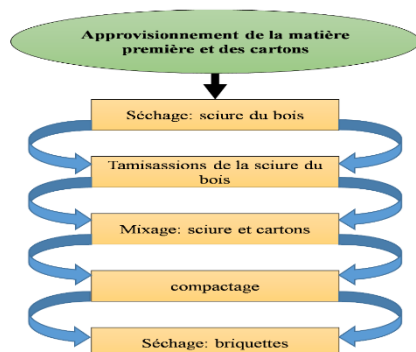 Approvisionnement de la matière
première et des cartons
Séchage: sciure du bois
Tamisassions de la sciure du
bois
Mixage: sciure et cartons
compactage
Séchage: briquettes